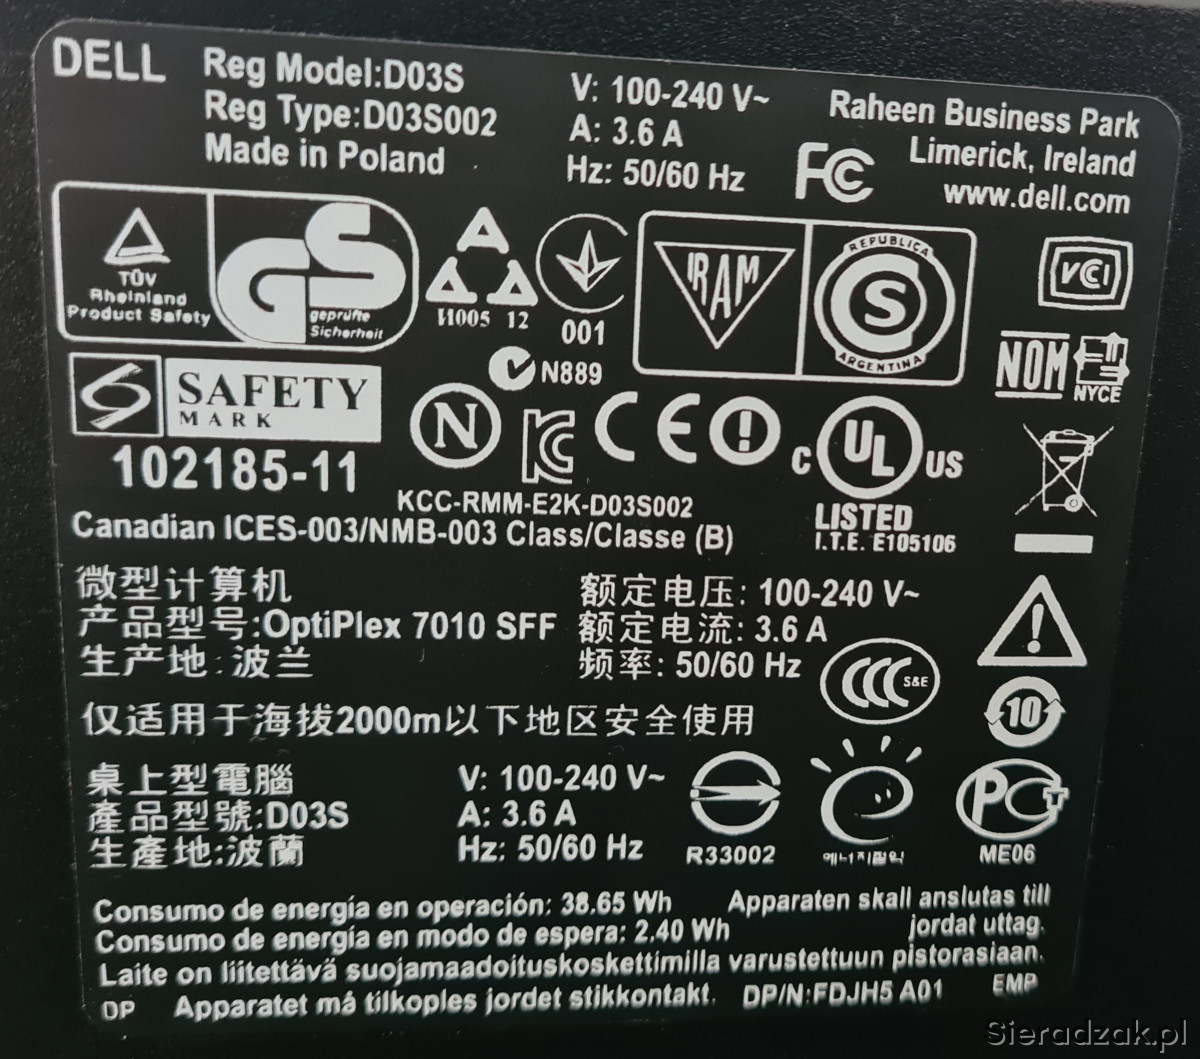 DELL
Reg Model:D03S
Reg Type:D03S002
Made in Poland
V: 100-240 V~
A: 3.6 A
Hz: 50/60 Hz
FC
Raheen Business Park
Limerick, Ireland
www.dell.com
TÜV
Rheinland
Product Safety
GS
geprüfte
Sicherheit
И005 12
001
IRAM
REPUBLICA
S
ARGENTINA
VCI
N889
NOM
NYCE
SAFETY
MARK
102185-11
N
CE
KCC-RMM-E2K-D03S002
C UL US
LISTED
I.T.E. E105106
Canadian ICES-003/NMB-003 Class/Classe (B)
微型计算机
产品型号:OptiPlex 7010 SFF
生产地:波兰
额定电压: 100-240 V~
额定电流: 3.6 A
频率: 50/60 Hz
CCC S&E
10
仅适用于海拔2000m以下地区安全使用
桌上型電腦
產品型號:D03S
生產地:波蘭
V: 100-240 V~
A: 3.6 A
Hz: 50/60 Hz
R33002
에너지절약
РСТ
ME06
Consumo de energía en operación: 38.65 Wh
Consumo de energía en modo de espera: 2.40 Wh
Apparaten skall anslutas till
jordat uttag.
Laite on liitettävä suojamaadoituskoskettimilla varustettuun pistorasiaan.
DP
Apparatet må tilkoples jordet stikkontakt.
DP/N:FDJH5 A01
EMP
Sieradzak.pl